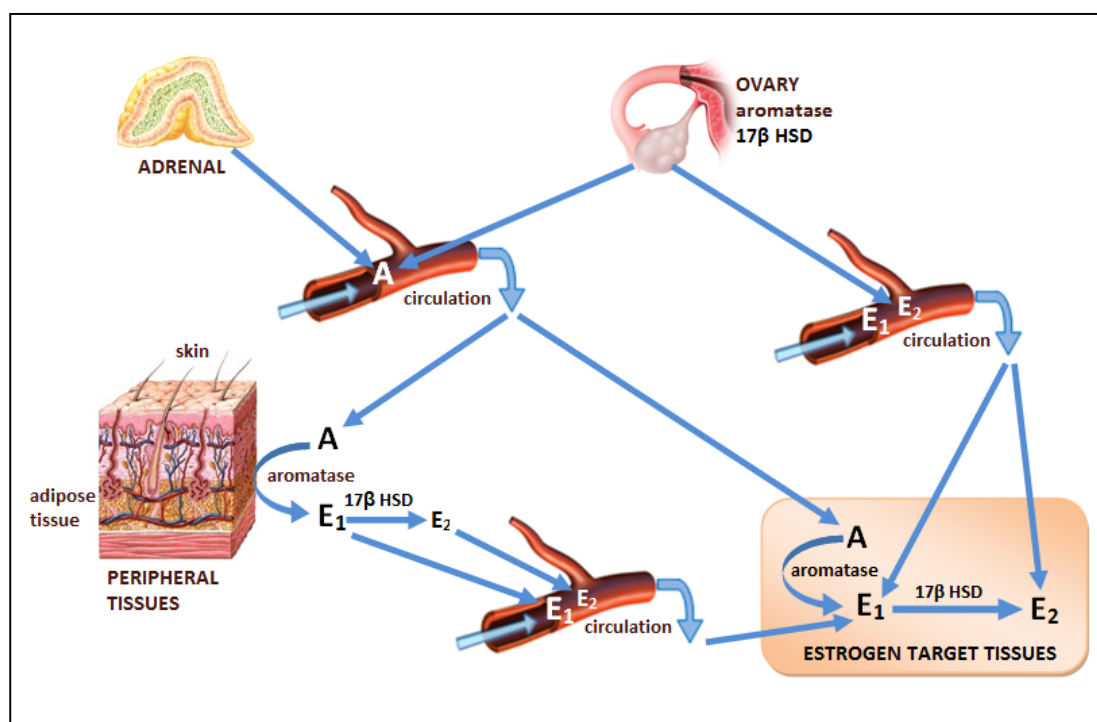 OVARY
aromatase
17β HSD
ADRENAL
A
circulation
E₁ E₂
circulation
skin
A
aromatase
adipose
tissue
E₁
17β HSD
E₂
PERIPHERAL
TISSUES
E₁ E₂
circulation
A
aromatase
E₁
17β HSD
E₂
ESTROGEN TARGET TISSUES